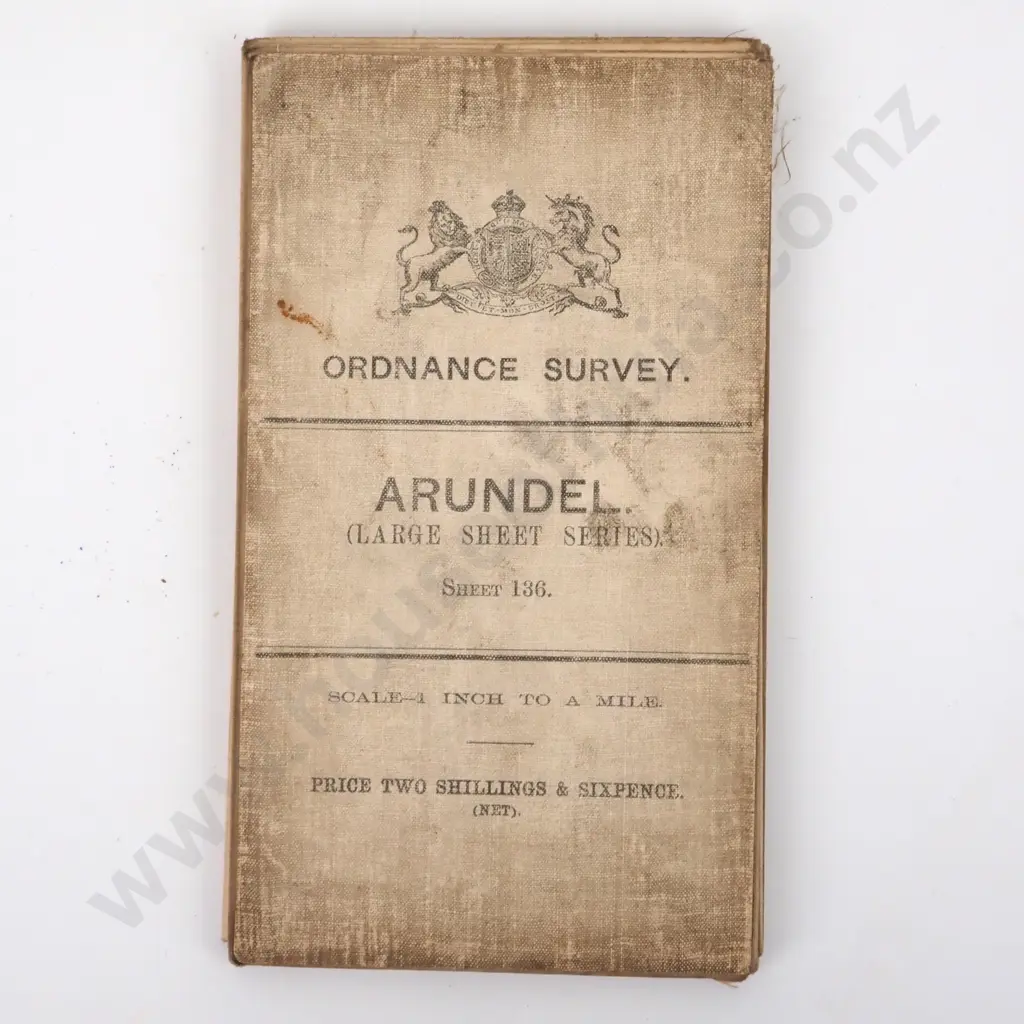 ORDNANCE SURVEY.
ARUNDEL.
(LARGE SHEET SERIES).
SHEET 136.
SCALE–1 INCH TO A MILE.
PRICE TWO SHILLINGS & SIXPENCE.
(NET).